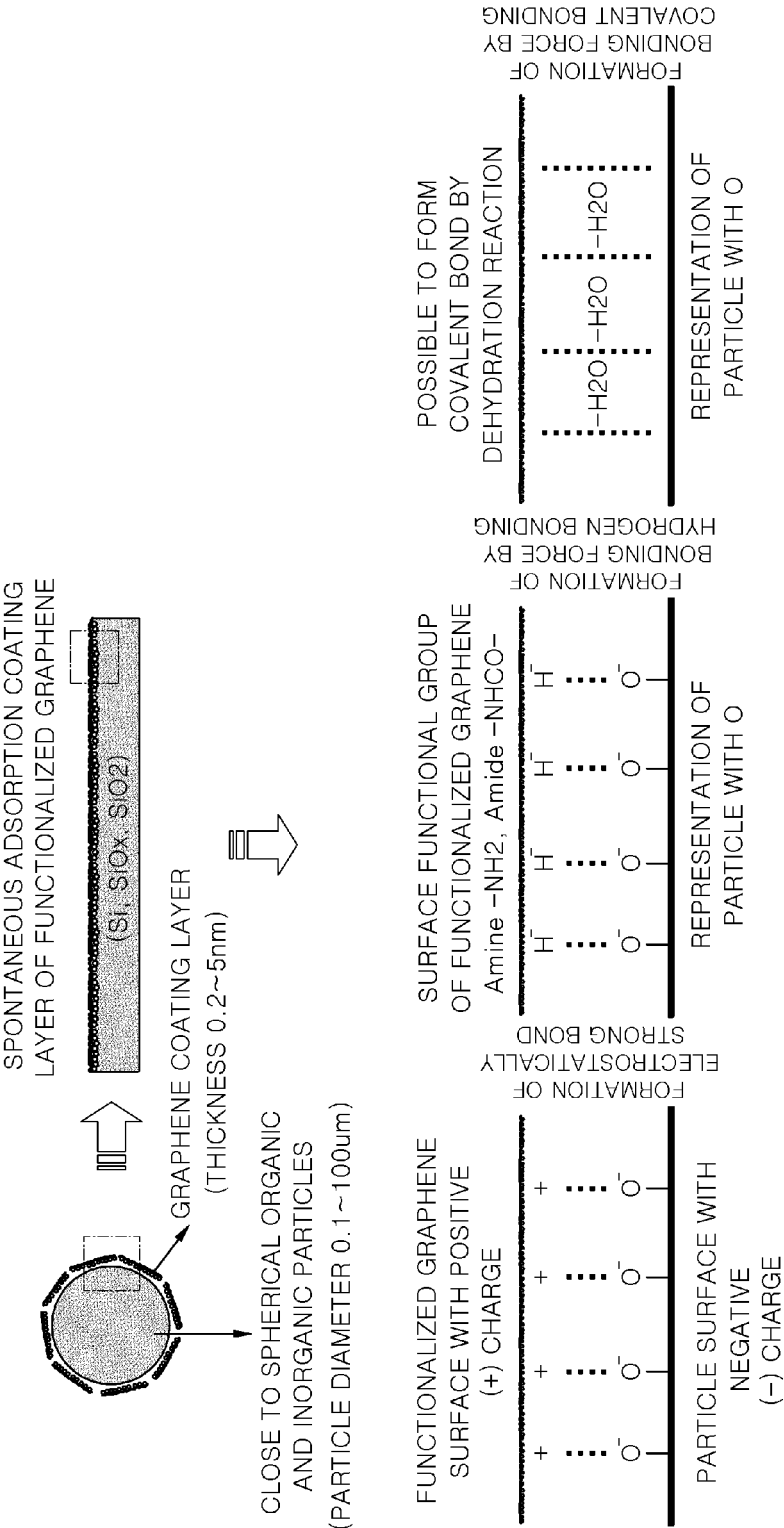 SPONTANEOUS ADSORPTION COATING
LAYER OF FUNCTIONALIZED GRAPHENE
(Si, SiOx, SiO2)
GRAPHENE COATING LAYER
(THICKNESS 0.2~5nm)
CLOSE TO SPHERICAL ORGANIC
AND INORGANIC PARTICLES
(PARTICLE DIAMETER 0.1~100um)
FUNCTIONALIZED GRAPHENE
SURFACE WITH POSITIVE
(+) CHARGE
+ + + +
O- O- O- O-
PARTICLE SURFACE WITH
NEGATIVE
(-) CHARGE
FORMATION OF
ELECTROSTATICALLY
STRONG BOND
SURFACE FUNCTIONAL GROUP
OF FUNCTIONALIZED GRAPHENE
Amine -NH2, Amide -NHCO-
H- H- H- H-
O- O- O- O-
REPRESENTATION OF
PARTICLE WITH O
FORMATION OF
BONDING FORCE BY
HYDROGEN BONDING
POSSIBLE TO FORM
COVALENT BOND BY
DEHYDRATION REACTION
-H2O -H2O -H2O
REPRESENTATION OF
PARTICLE WITH O
FORMATION OF
BONDING FORCE BY
COVALENT BONDING